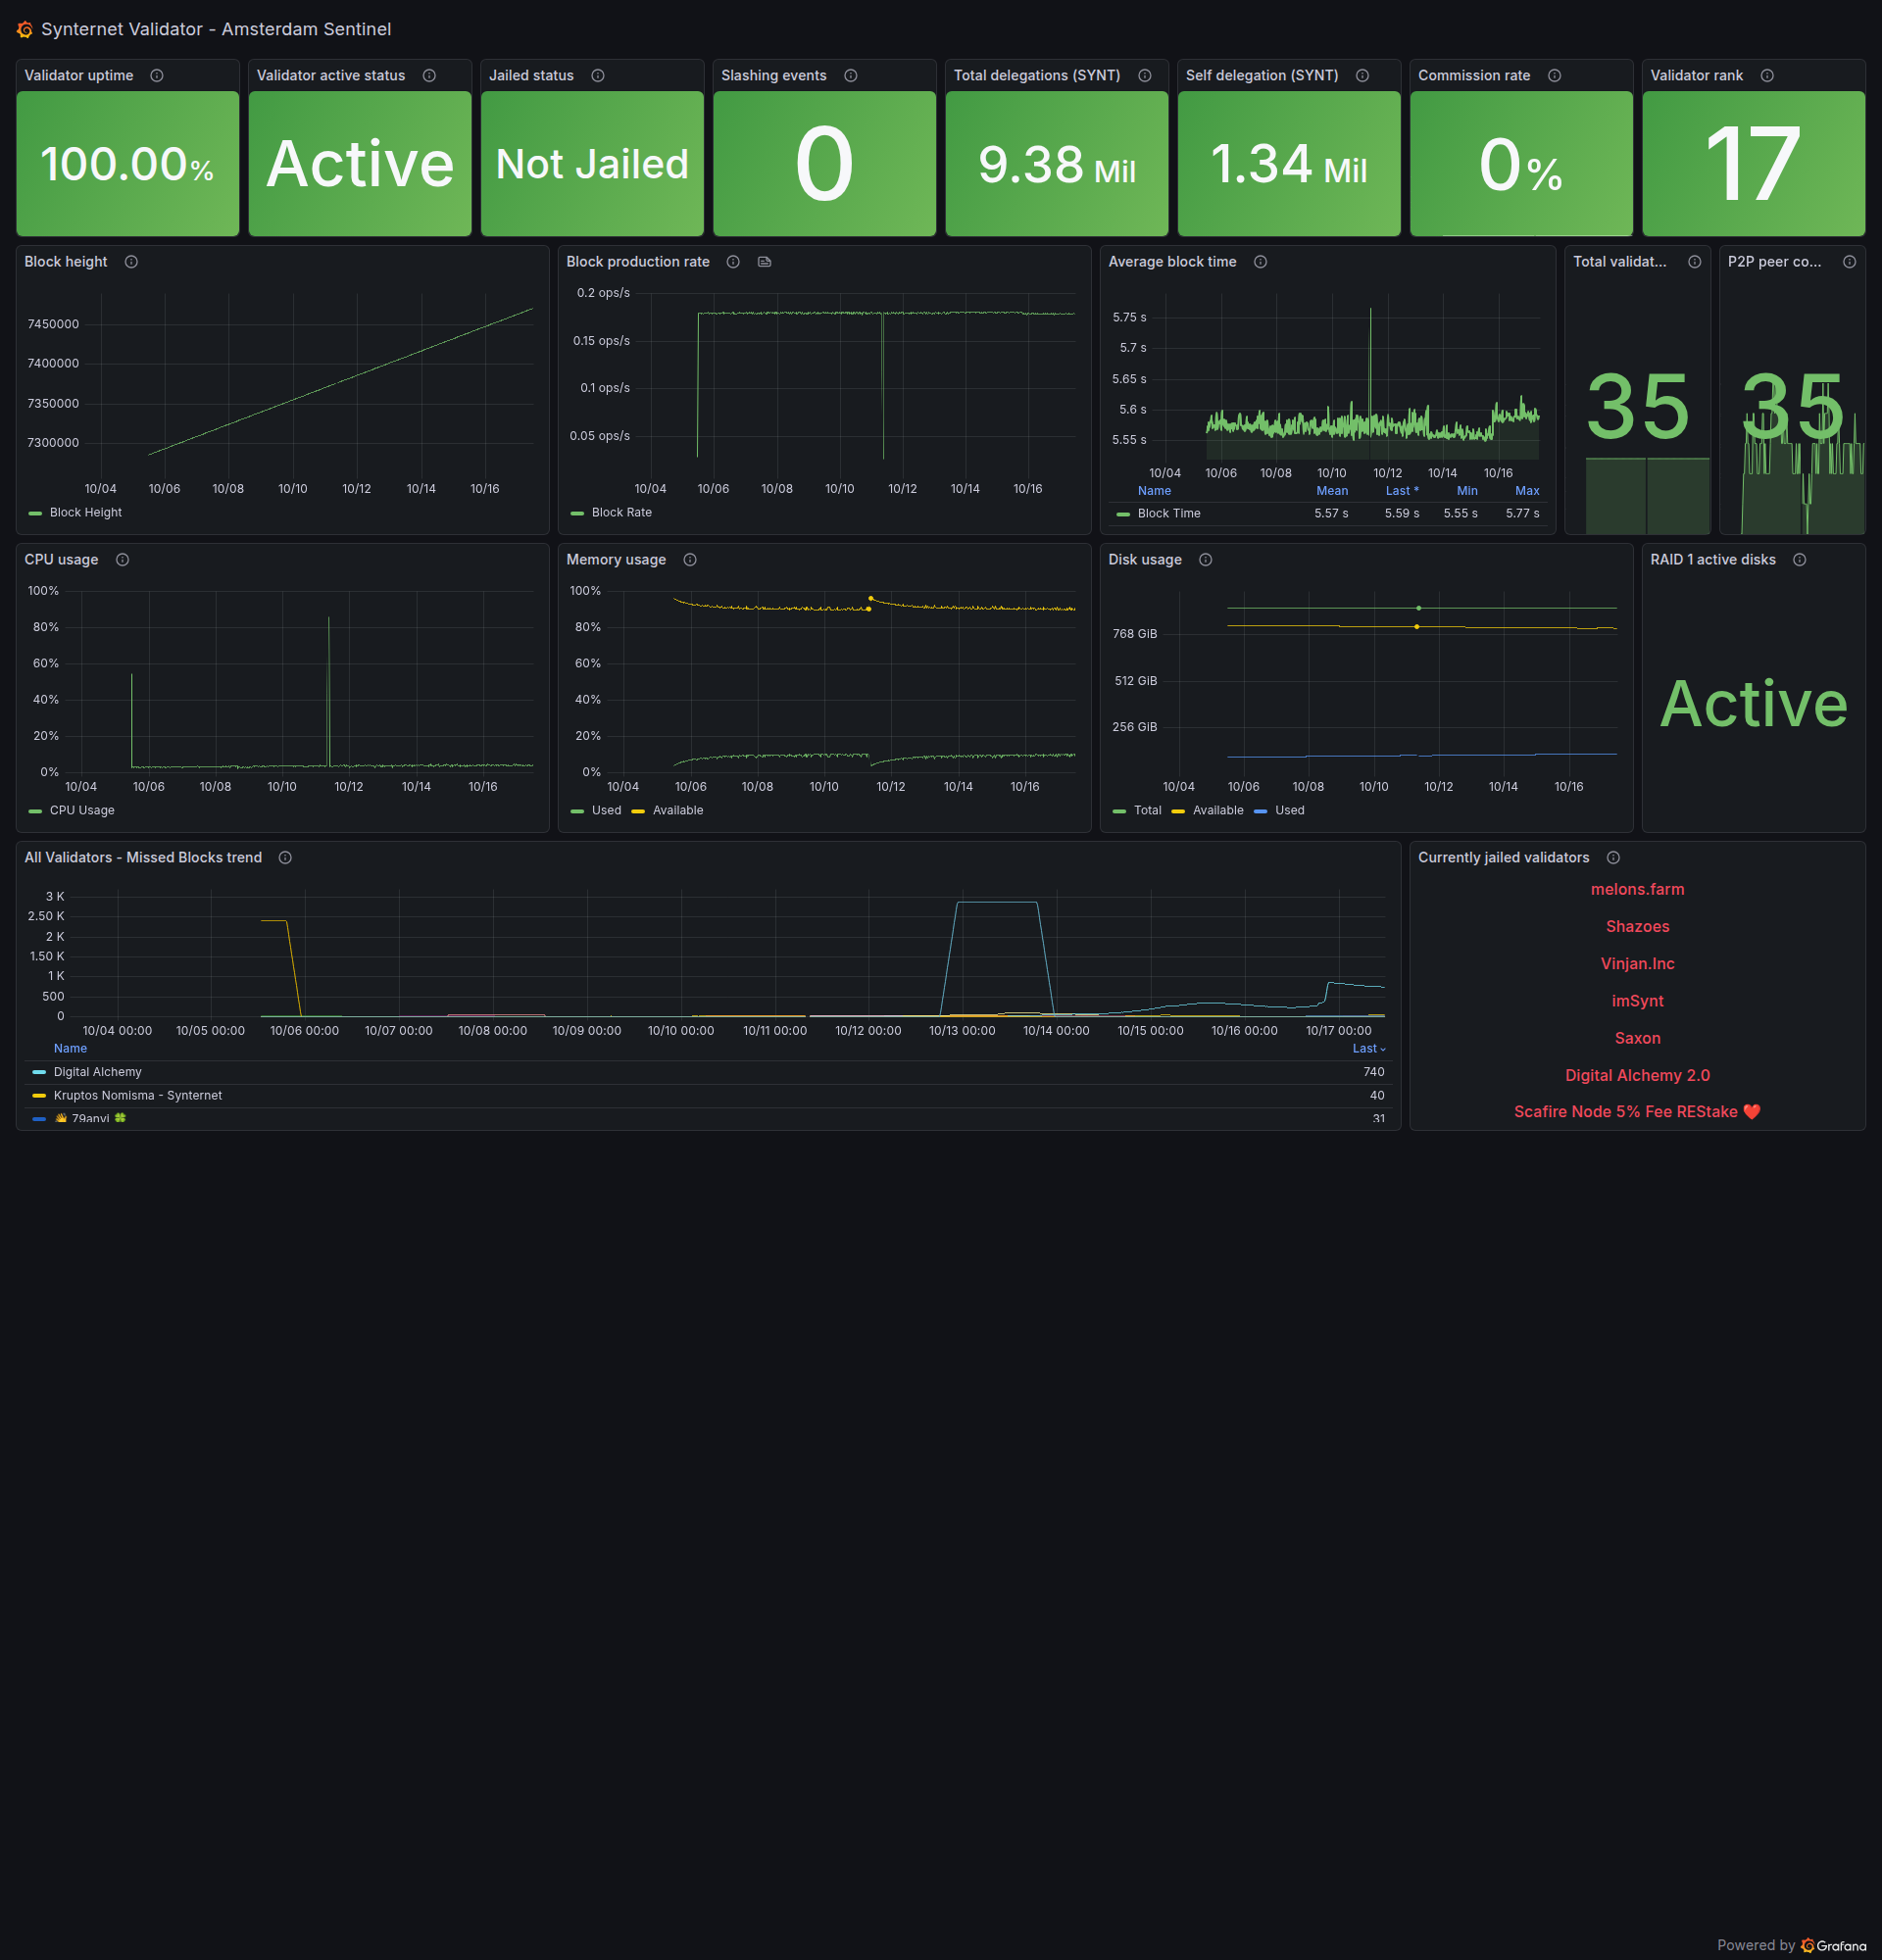 Synternet Validator - Amsterdam Sentinel
Validator uptime
100.00%
Validator active status
Active
Jailed status
Not Jailed
Slashing events
0
Total delegations (SYNT)
9.38 Mil
Self delegation (SYNT)
1.34 Mil
Commission rate
0%
Validator rank
17
Block height
7450000
7400000
7350000
7300000
10/04 10/06 10/08 10/10 10/12 10/14 10/16
Block Height
Block production rate
0.2 ops/s
0.15 ops/s
0.1 ops/s
0.05 ops/s
10/04 10/06 10/08 10/10 10/12 10/14 10/16
Block Rate
Average block time
5.75 s
5.7 s
5.65 s
5.6 s
5.55 s
10/04 10/06 10/08 10/10 10/12 10/14 10/16
Name Mean Last * Min Max
Block Time 5.57 s 5.59 s 5.55 s 5.77 s
Total validat...
35
P2P peer co...
35
CPU usage
100%
80%
60%
40%
20%
0%
10/04 10/06 10/08 10/10 10/12 10/14 10/16
CPU Usage
Memory usage
100%
80%
60%
40%
20%
0%
10/04 10/06 10/08 10/10 10/12 10/14 10/16
Used Available
Disk usage
768 GiB
512 GiB
256 GiB
10/04 10/06 10/08 10/10 10/12 10/14 10/16
Total Available Used
RAID 1 active disks
Active
All Validators - Missed Blocks trend
3 K
2.50 K
2 K
1.50 K
1 K
500
0
10/04 00:00 10/05 00:00 10/06 00:00 10/07 00:00 10/08 00:00 10/09 00:00 10/10 00:00 10/11 00:00 10/12 00:00 10/13 00:00 10/14 00:00 10/15 00:00 10/16 00:00 10/17 00:00
Name Last
Digital Alchemy 740
Kruptos Nomisma - Synternet 40
👋 79anvi 🍀 31
Currently jailed validators
melons.farm
Shazoes
Vinjan.Inc
imSynt
Saxon
Digital Alchemy 2.0
Scafire Node 5% Fee REStake ❤️
Powered by Grafana